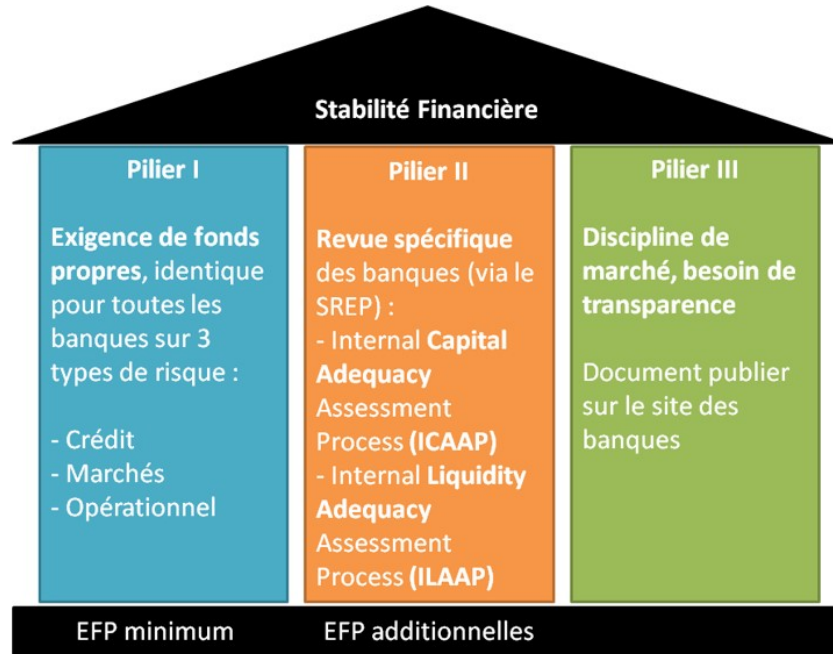 Stabilité Financière
Pilier I
Exigence de fonds
propres, identique
pour toutes les
banques sur 3
types de risque :
- Crédit
- Marchés
- Opérationnel
Pilier II
Revue spécifique
des banques (via le
SREP) :
- Internal Capital
Adequacy
Assessment
Process (ICAAP)
- Internal Liquidity
Adequacy
Assessment
Process (ILAAP)
Pilier III
Discipline de
marché, besoin de
transparence
Document publier
sur le site des
banques
EFP minimum
EFP additionnelles